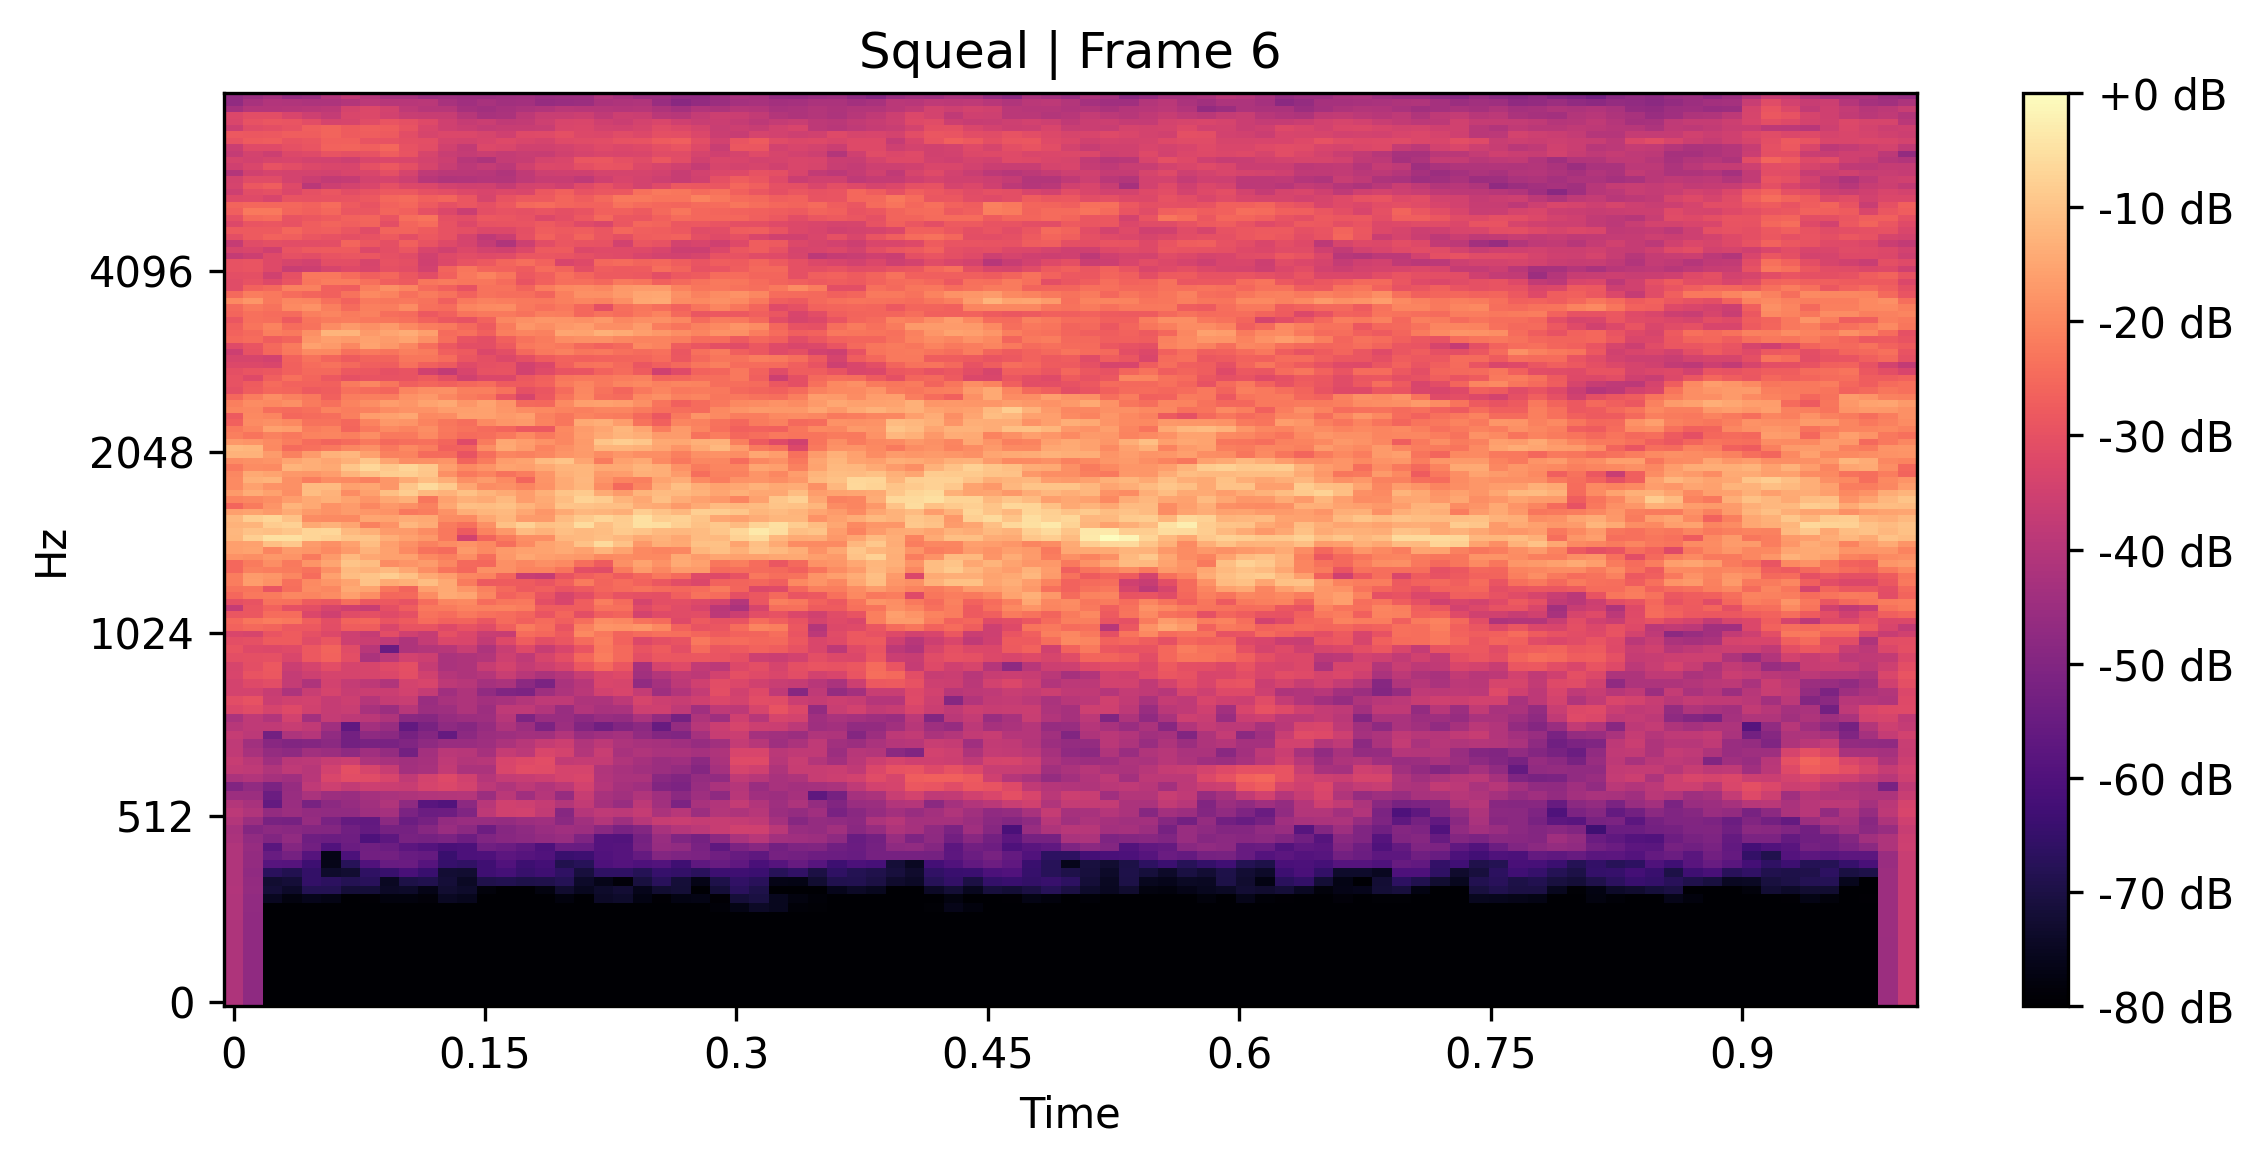 Squeal | Frame 6
Hz
4096
2048
1024
512
0
0 0.15 0.3 0.45 0.6 0.75 0.9
Time
+0 dB
-10 dB
-20 dB
-30 dB
-40 dB
-50 dB
-60 dB
-70 dB
-80 dB